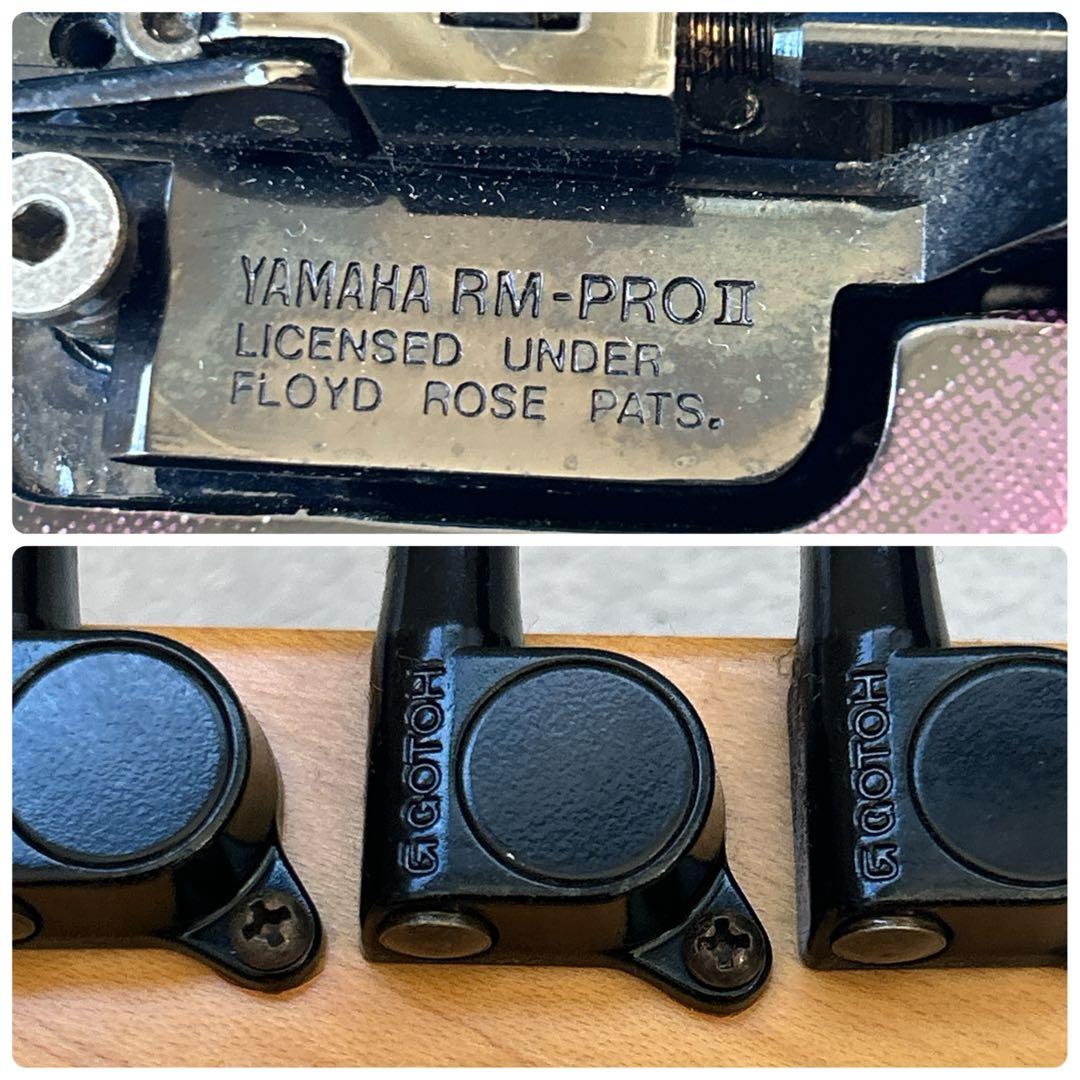 YAMAHA RM-PRO II
LICENSED UNDER
FLOYD ROSE PATS.
GOTOH
GOTOH